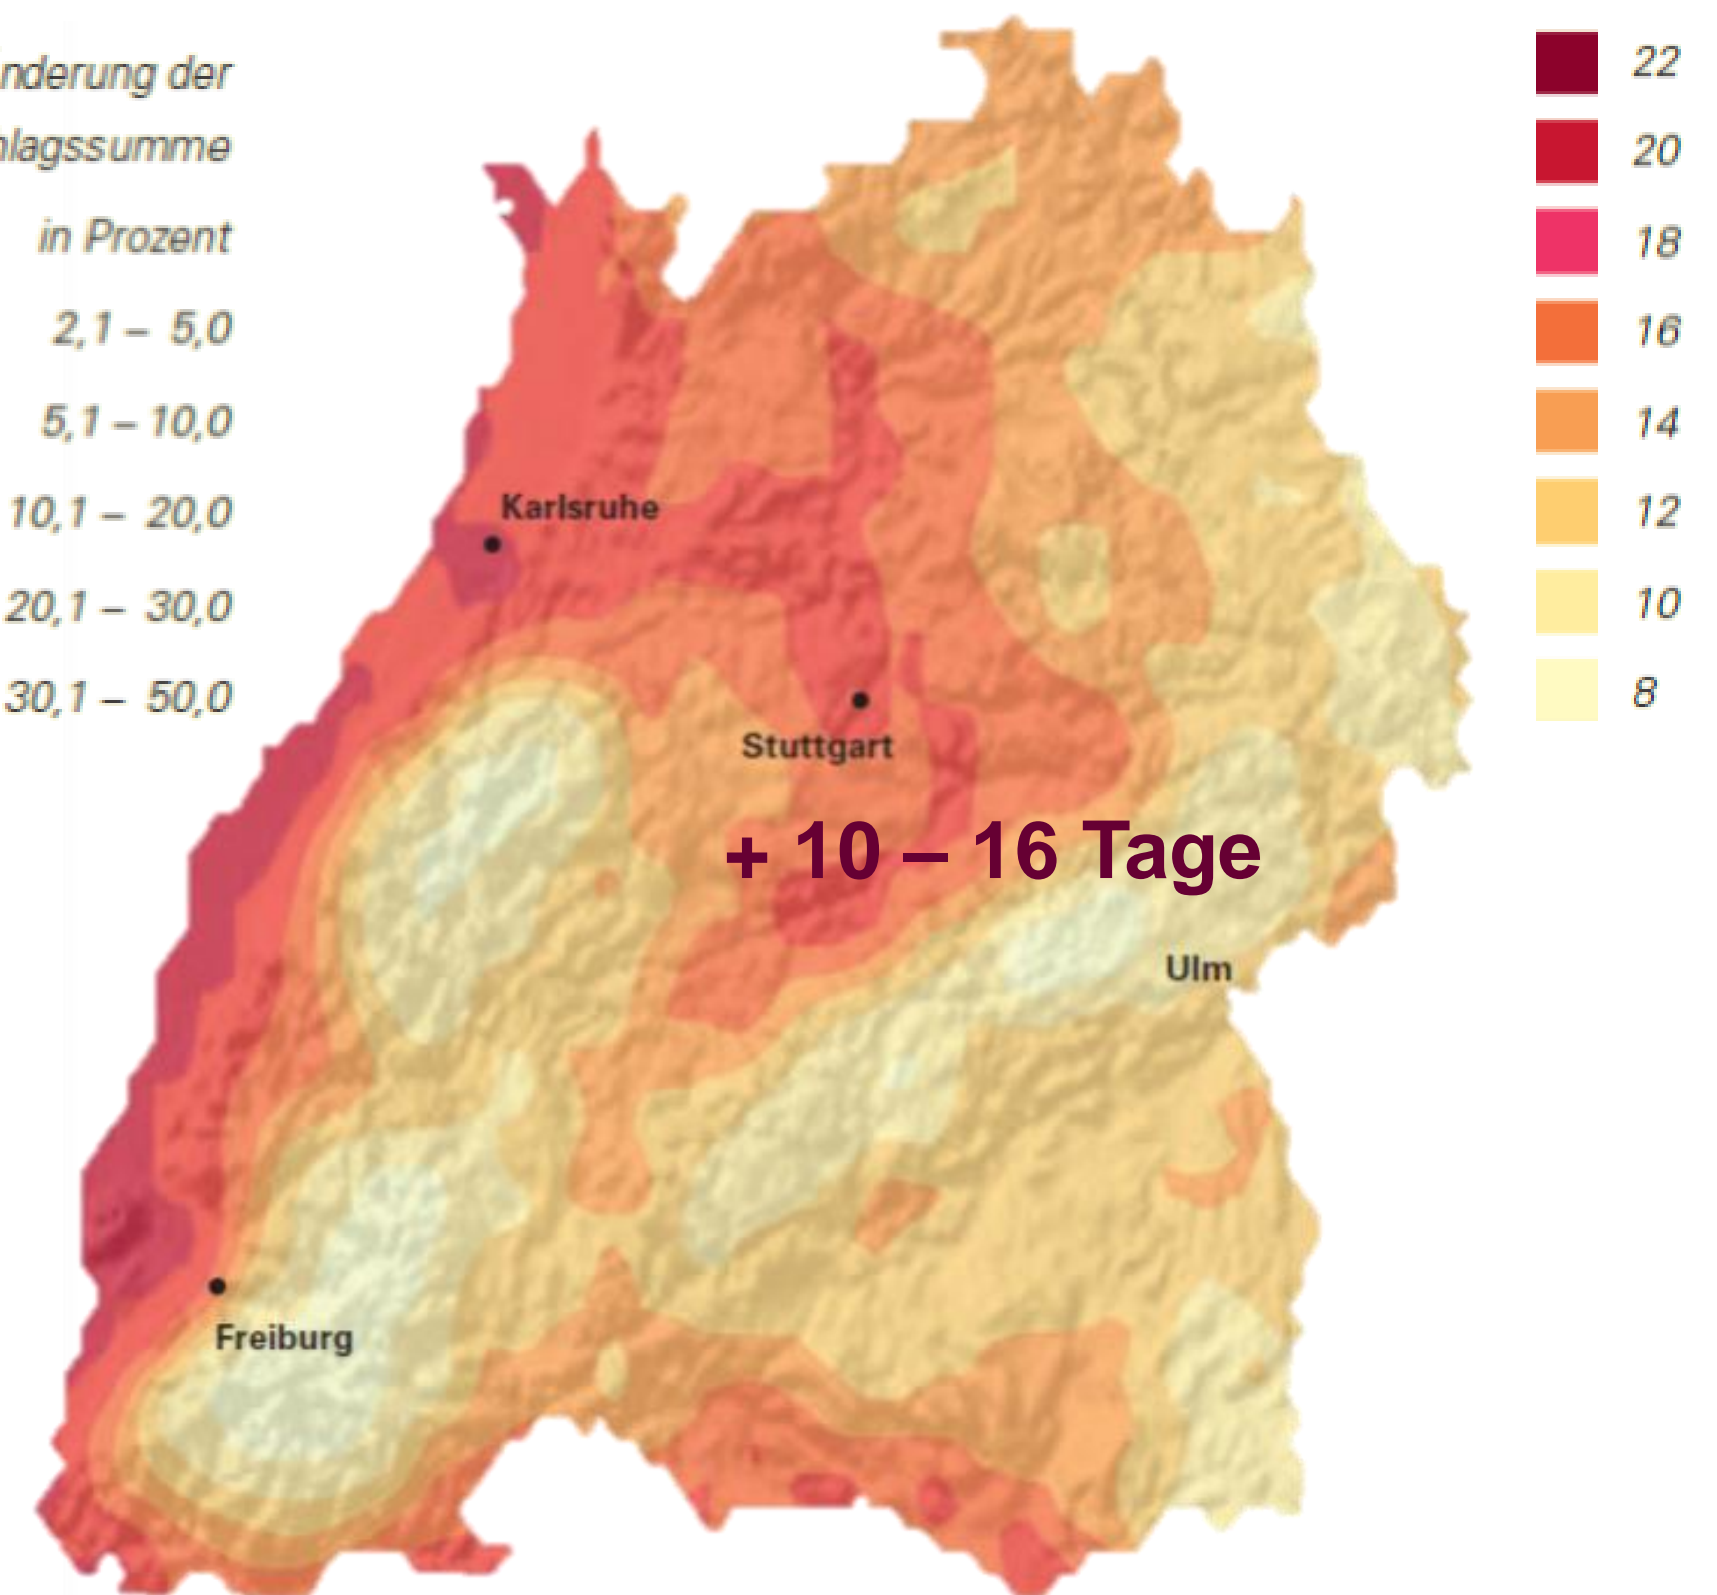 nderung der
lagssumme
in Prozent
2,1 – 5,0
5,1 – 10,0
10,1 – 20,0
20,1 – 30,0
30,1 – 50,0
22
20
18
16
14
12
10
8
Karlsruhe
Stuttgart
+ 10 – 16 Tage
Ulm
Freiburg